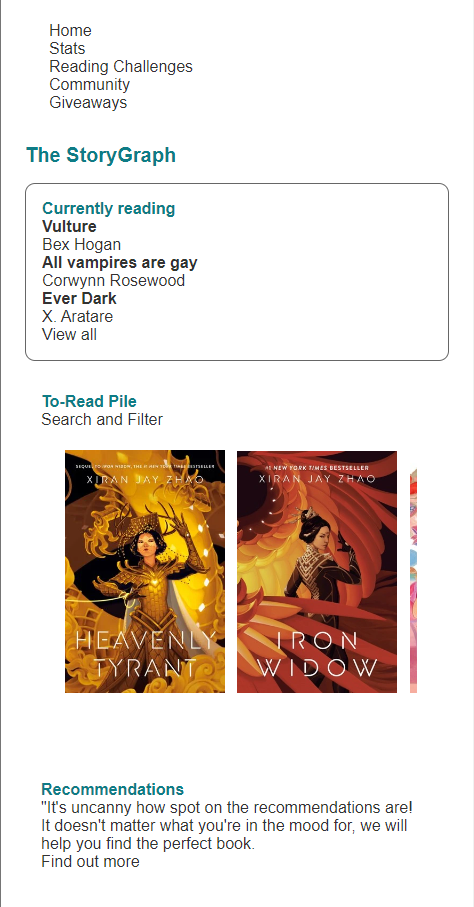 Home
Stats
Reading Challenges
Community
Giveaways
The StoryGraph
Currently reading
Vulture
Bex Hogan
All vampires are gay
Corwynn Rosewood
Ever Dark
X. Aratare
View all
To-Read Pile
Search and Filter
SEQUEL TO IRON WIDOW, THE #1 NEW YORK TIMES BESTSELLER
XIRAN JAY ZHAO
HEAVENLY
TYRANT
#1 NEW YORK TIMES BESTSELLER
XIRAN JAY ZHAO
IRON
WIDOW
Recommendations
"It's uncanny how spot on the recommendations are!
It doesn't matter what you're in the mood for, we will
help you find the perfect book.
Find out more